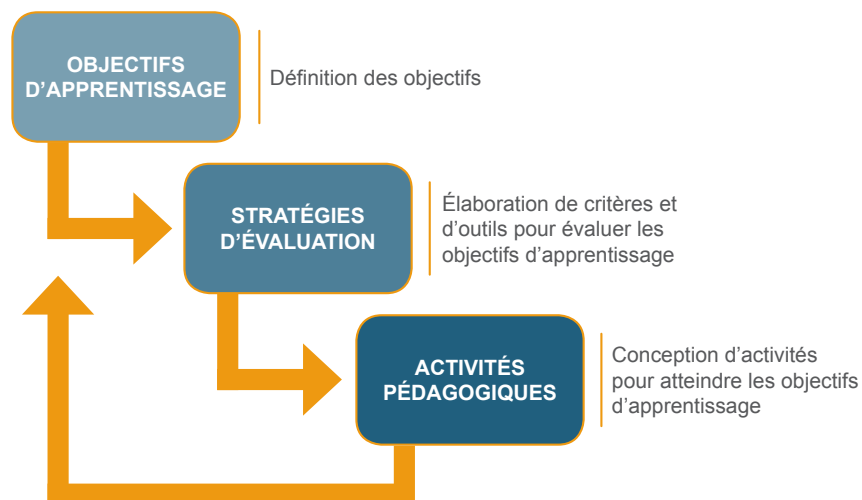 OBJECTIFS
D’APPRENTISSAGE
Définition des objectifs
STRATÉGIES
D’ÉVALUATION
Élaboration de critères et
d’outils pour évaluer les
objectifs d’apprentissage
ACTIVITÉS
PÉDAGOGIQUES
Conception d’activités
pour atteindre les objectifs
d’apprentissage